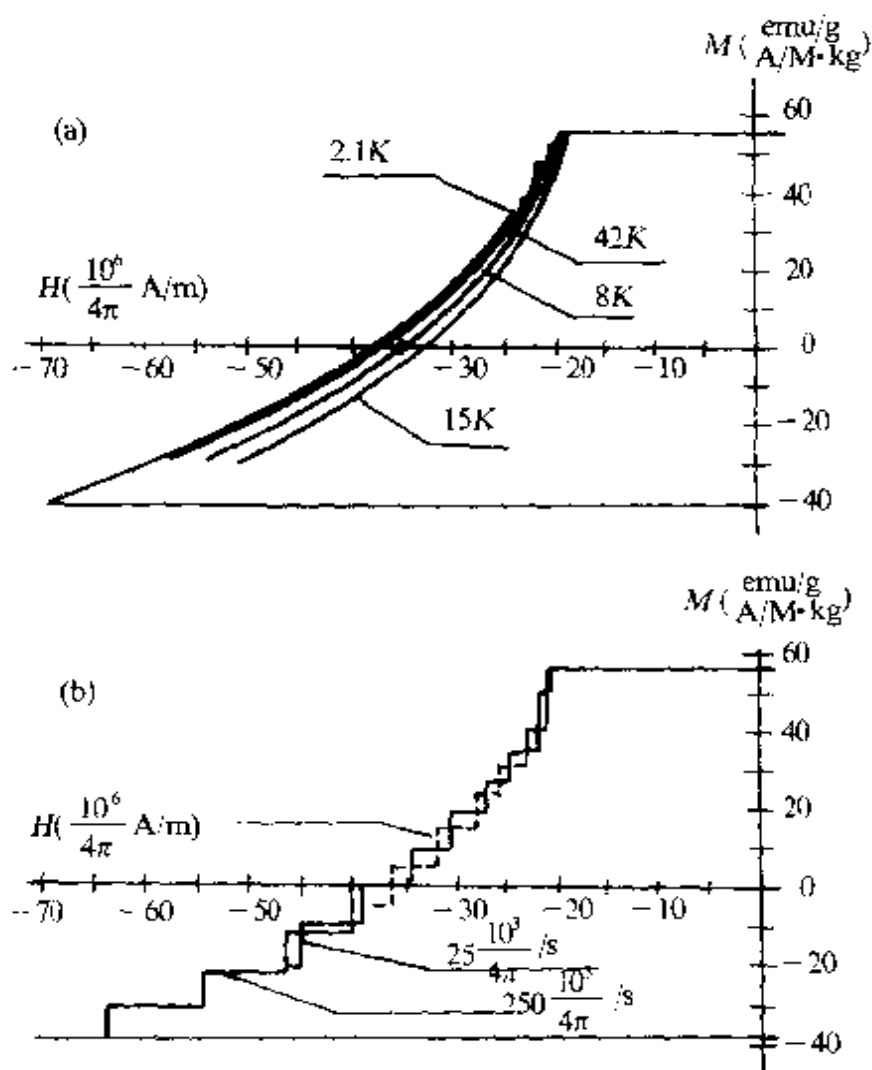 M ( emu/g / A/M·kg )
60
(a)
2.1K
40
42K
H( 10⁶ / 4π A/m)
20
8K
0
--70 -60 -50 -30 -20 -10
15K
-20
-40
M ( emu/g / A/M·kg )
60
(b)
40
H( 10⁶ / 4π A/m)
20
0
--70 -60 -50 -30 -20 -10
25 10³ / 4π /s
-20
250 10³ / 4π /s
-40